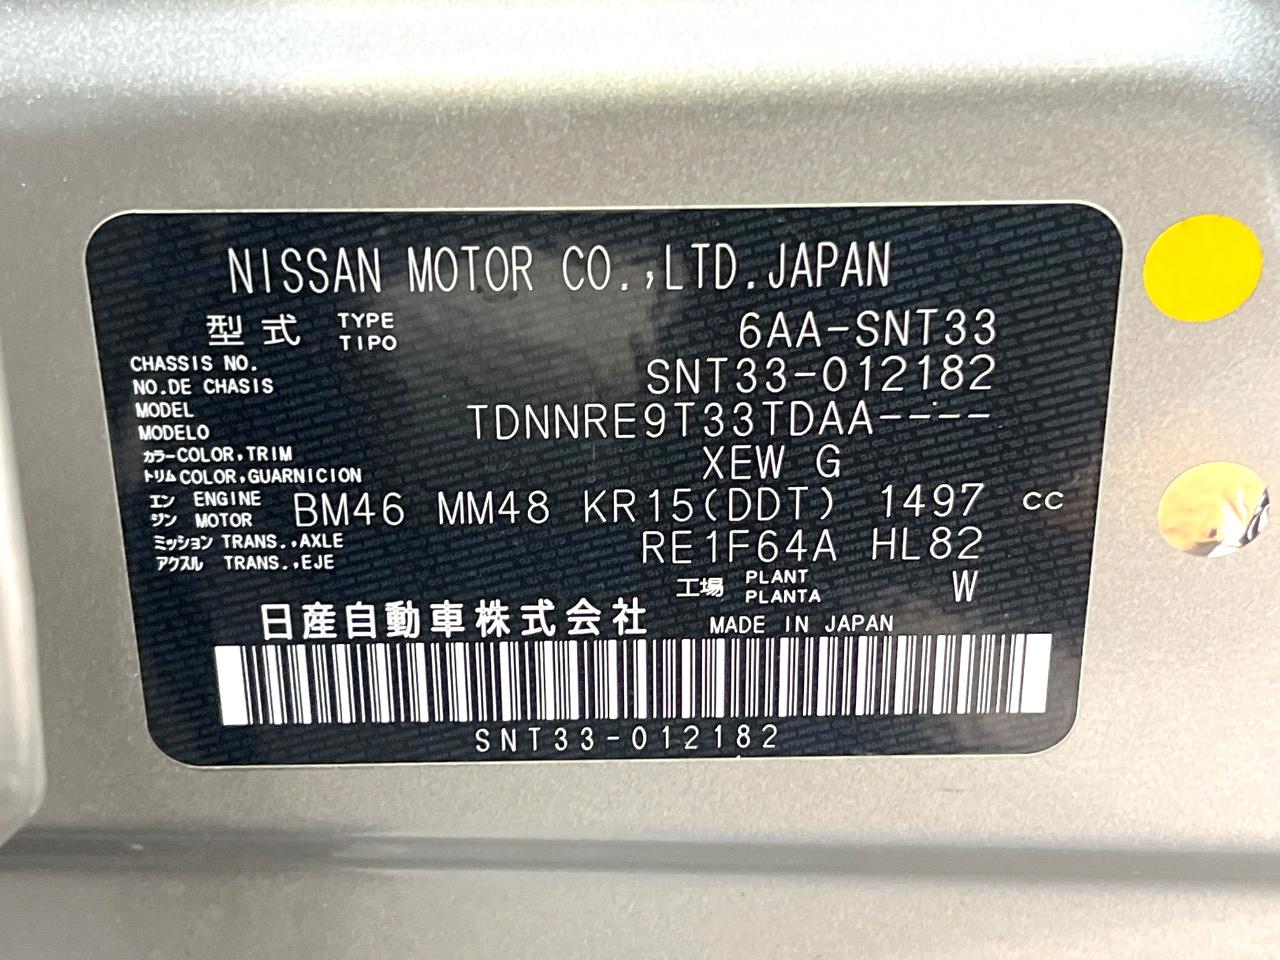 NISSAN MOTOR CO.,LTD.JAPAN
型式 TYPE TIPO 6AA-SNT33
CHASSIS NO. NO.DE CHASIS SNT33-012182
MODEL MODELO TDNNRE9T33TDAA----
カラー COLOR,TRIM XEW G
トリム COLOR,GUARNICION
エンジン ENGINE MOTOR BM46 MM48 KR15(DDT) 1497 cc
ミッション TRANS.,AXLE RE1F64A HL82
アクスル TRANS.,EJE
工場 PLANT PLANTA W
日産自動車株式会社 MADE IN JAPAN
SNT33-012182